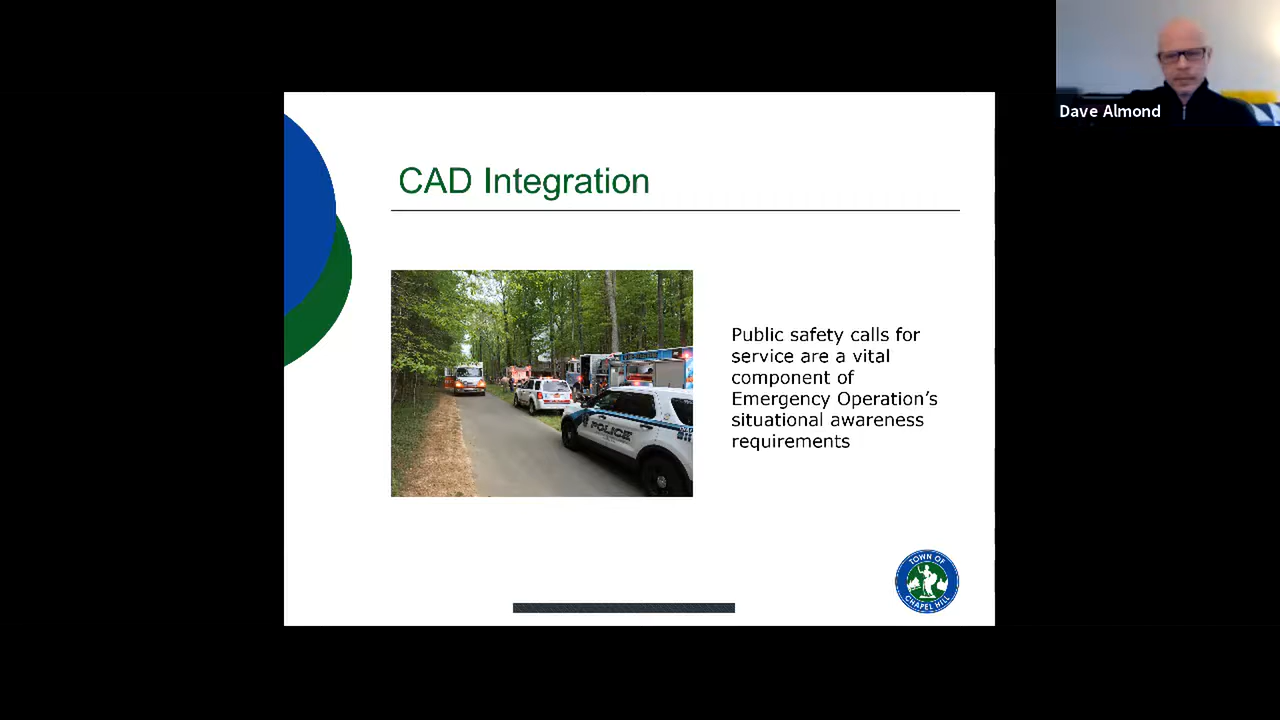 Dave Almond
CAD Integration
POLICE
Public safety calls for
service are a vital
component of
Emergency Operation's
situational awareness
requirements
TOWN OF
CHAPEL HILL